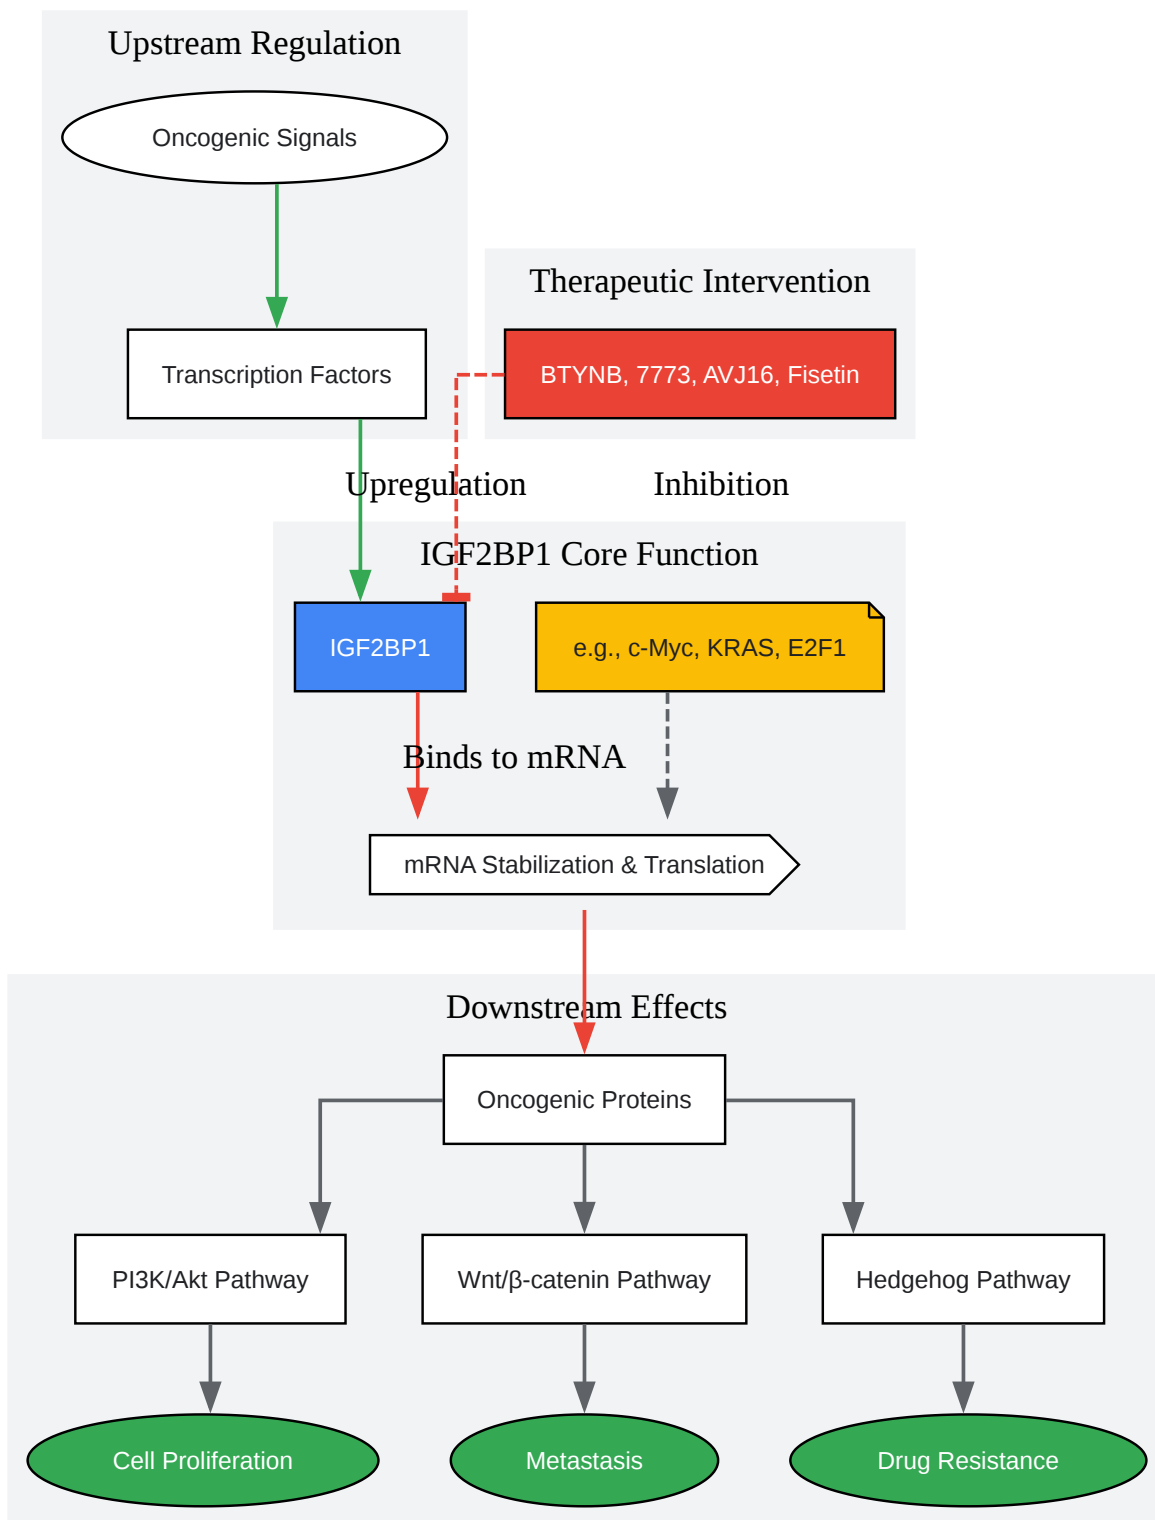 Upstream Regulation
Oncogenic Signals
Therapeutic Intervention
Transcription Factors
BTYNB, 7773, AVJ16, Fisetin
Upregulation
Inhibition
IGF2BP1 Core Function
IGF2BP1
e.g., c-Myc, KRAS, E2F1
Binds to mRNA
mRNA Stabilization & Translation
Downstream Effects
Oncogenic Proteins
PI3K/Akt Pathway
Wnt/β-catenin Pathway
Hedgehog Pathway
Cell Proliferation
Metastasis
Drug Resistance